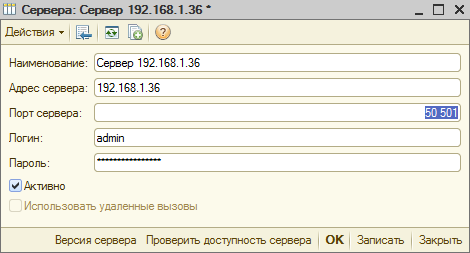 Сервера: Сервер 192.168.1.36 *
Действия
Наименование: Сервер 192.168.1.36
Адрес сервера: 192.168.1.36
Порт сервера: 50 501
Логин: admin
Пароль: ****************
Активно
Использовать удаленные вызовы
Версия сервера Проверить доступность сервера OK Записать Закрыть